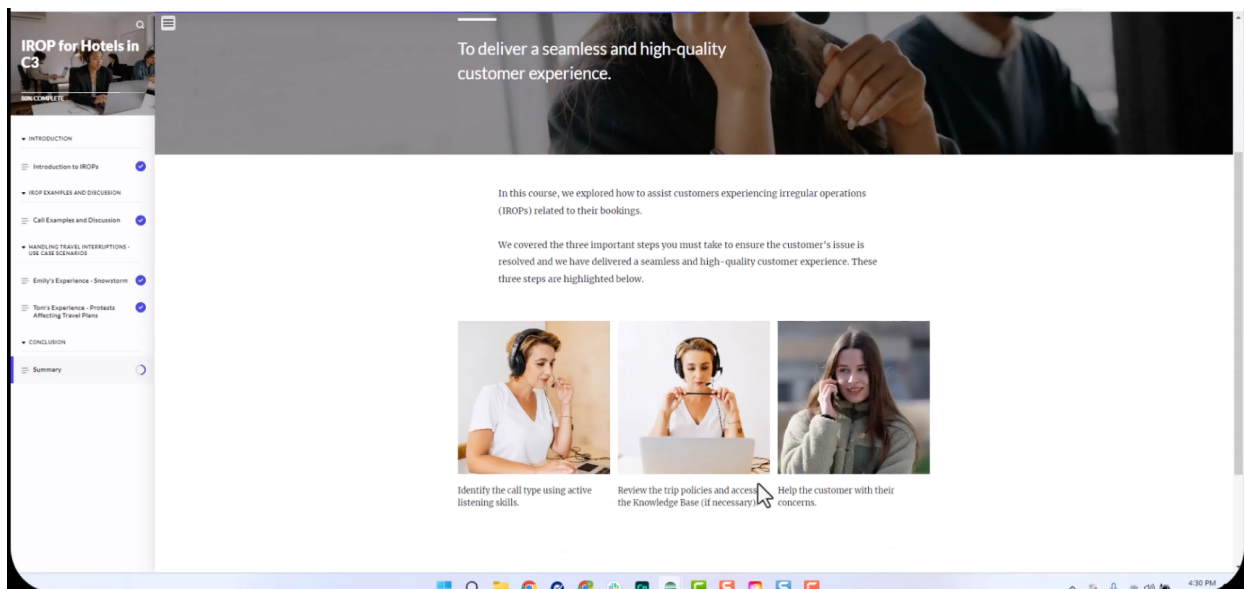 IROP for Hotels in
C3
80% COMPLETE
INTRODUCTION
Introduction to IROPs
IROP EXAMPLES AND DISCUSSION
Call Examples and Discussion
HANDLING TRAVEL INTERRUPTIONS -
USE CASE SCENARIOS
Emily's Experience - Snowstorm
Tom's Experience - Protests
Affecting Travel Plans
CONCLUSION
Summary
To deliver a seamless and high-quality
customer experience.
In this course, we explored how to assist customers experiencing irregular operations
(IROPs) related to their bookings.
We covered the three important steps you must take to ensure the customer's issue is
resolved and we have delivered a seamless and high-quality customer experience. These
three steps are highlighted below.
Identify the call type using active
listening skills.
Review the trip policies and access
the Knowledge Base (if necessary)
Help the customer with their
concerns.
4:30 PM